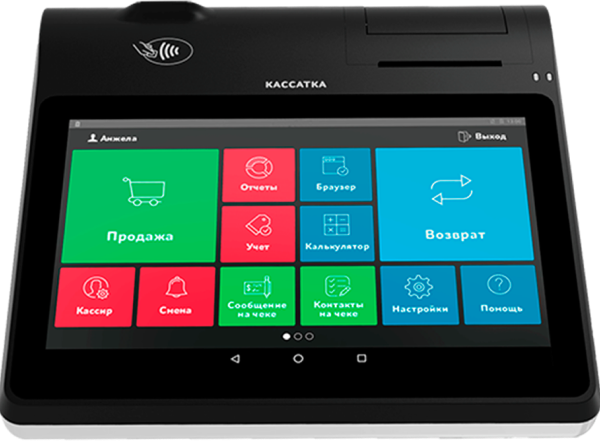 КАССАТКА
Анжела
Выход
Продажа
Отчеты
Браузер
Возврат
Учет
Калькулятор
Кассир
Смена
Сообщение
на чеке
Контакты
на чеке
Настройки
Помощь